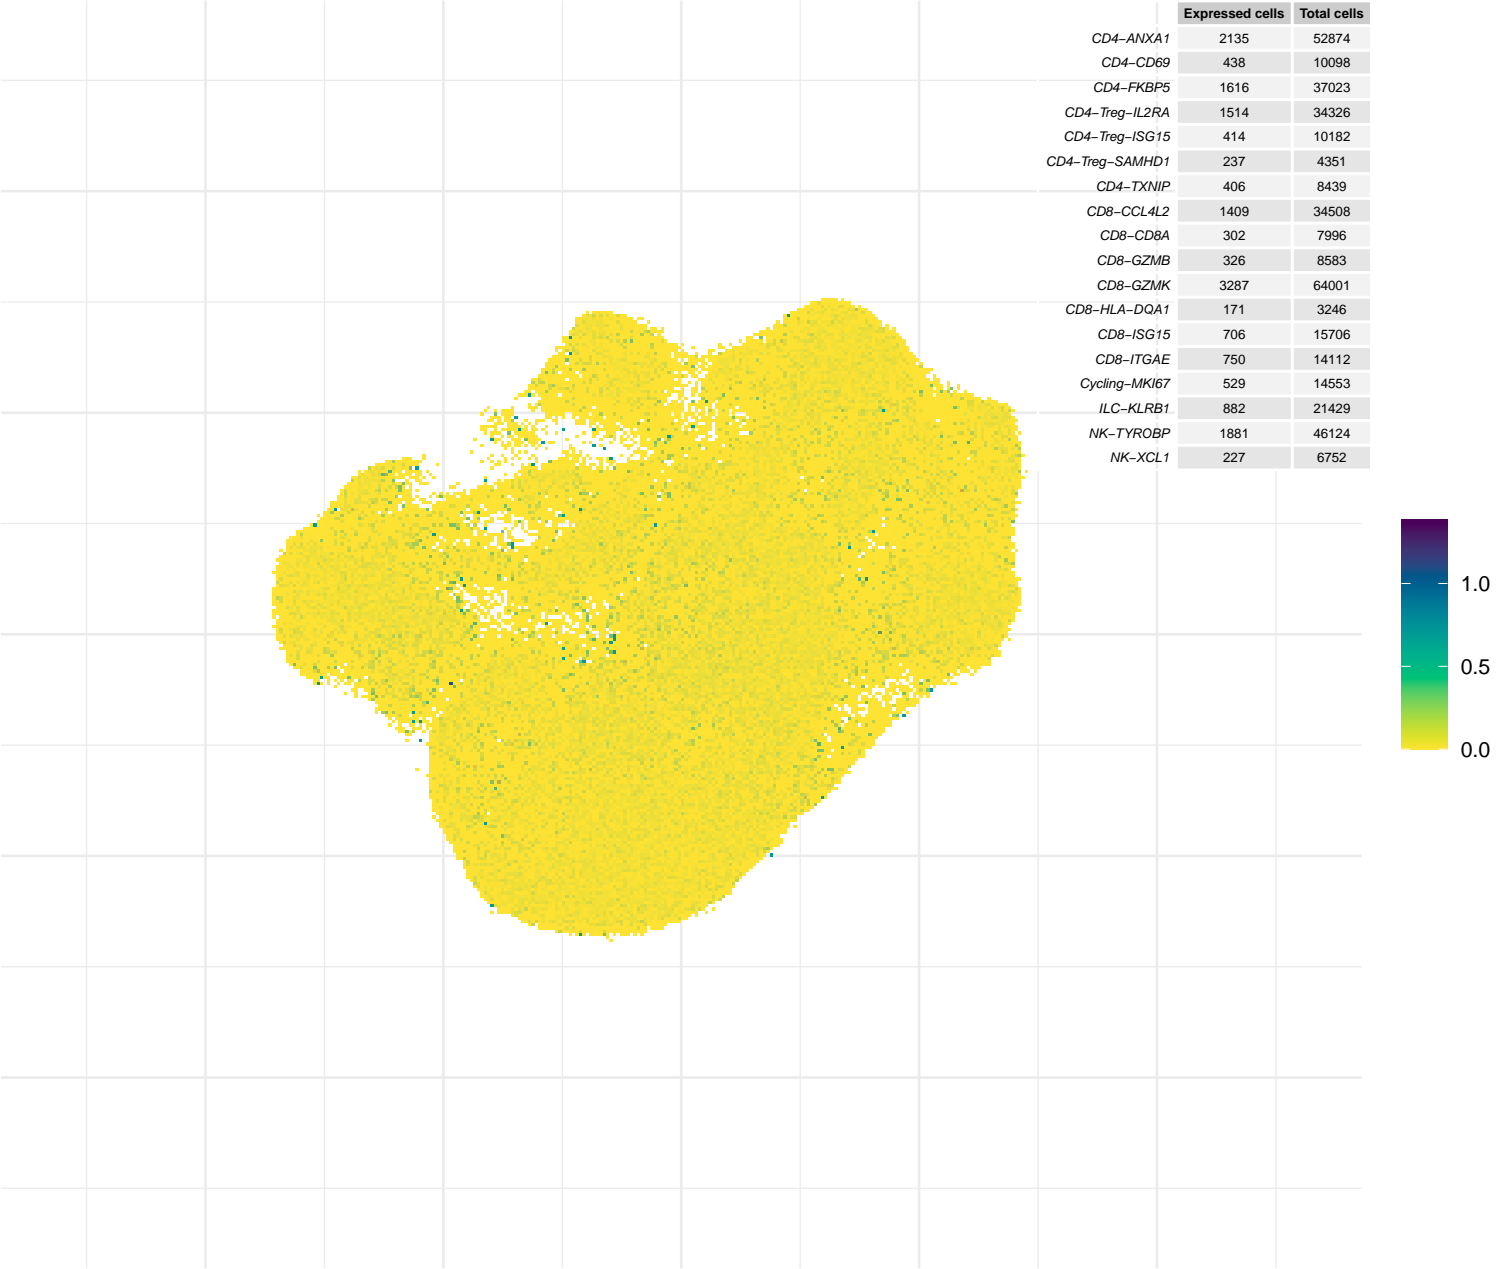 Expressed cells Total cells
CD4−ANXA1 2135 52874
CD4−CD69 438 10098
CD4−FKBP5 1616 37023
CD4−Treg−IL2RA 1514 34326
CD4−Treg−ISG15 414 10182
CD4−Treg−SAMHD1 237 4351
CD4−TXNIP 406 8439
CD8−CCL4L2 1409 34508
CD8−CD8A 302 7996
CD8−GZMB 326 8583
CD8−GZMK 3287 64001
CD8−HLA−DQA1 171 3246
CD8−ISG15 706 15706
CD8−ITGAE 750 14112
Cycling−MKI67 529 14553
ILC−KLRB1 882 21429
NK−TYROBP 1881 46124
NK−XCL1 227 6752
1.0
0.5
0.0